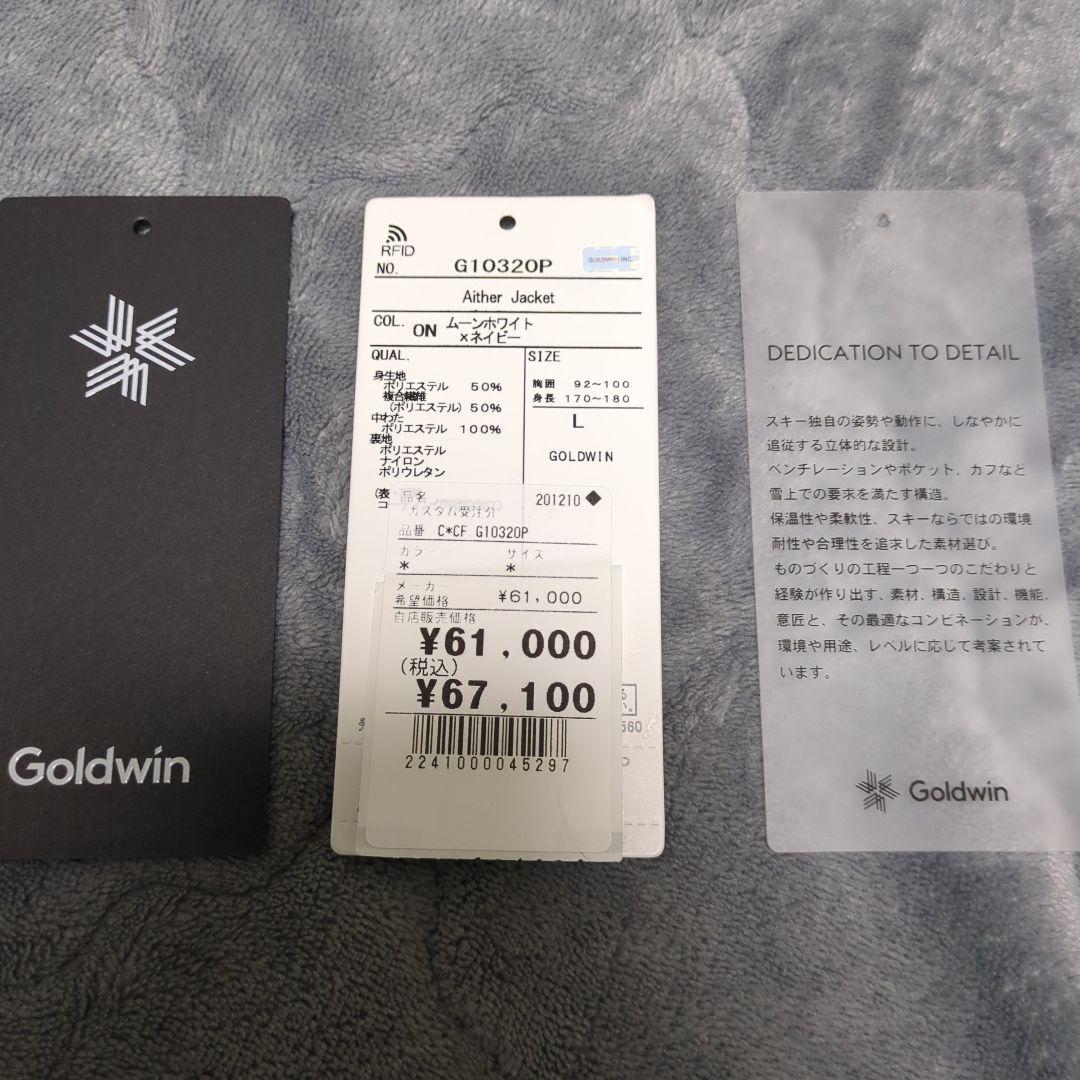 Goldwin
RFID
NO. G10320P
GOLDWIN INC
Aither Jacket
COL. ON ムーンホワイト
×ネイビー
QUAL.
身生地
ポリエステル 50%
複合繊維
(ポリエステル) 50%
中わた
ポリエステル 100%
裏地
ポリエステル
ナイロン
ポリウレタン
(表
コ
SIZE
胸囲 92~100
身長 170~180
L
GOLDWIN
品名 201210◆
カスタム受注分
品番 C*CF G10320P
カラー サイズ
* *
メーカー
希望価格 ¥61,000
自店販売価格
¥61,000
(税込)
¥67,100
2241000045297
る
い。
560
DEDICATION TO DETAIL
スキー独自の姿勢や動作に、しなやかに
追従する立体的な設計。
ベンチレーションやポケット、カフなど
雪上での要求を満たす構造。
保温性や柔軟性、スキーならではの環境
耐性や合理性を追求した素材選び。
ものづくりの工程一つ一つのこだわりと
経験が作り出す、素材、構造、設計、機能、
意匠と、その最適なコンビネーションが、
環境や用途、レベルに応じて考案されて
います。
Goldwin